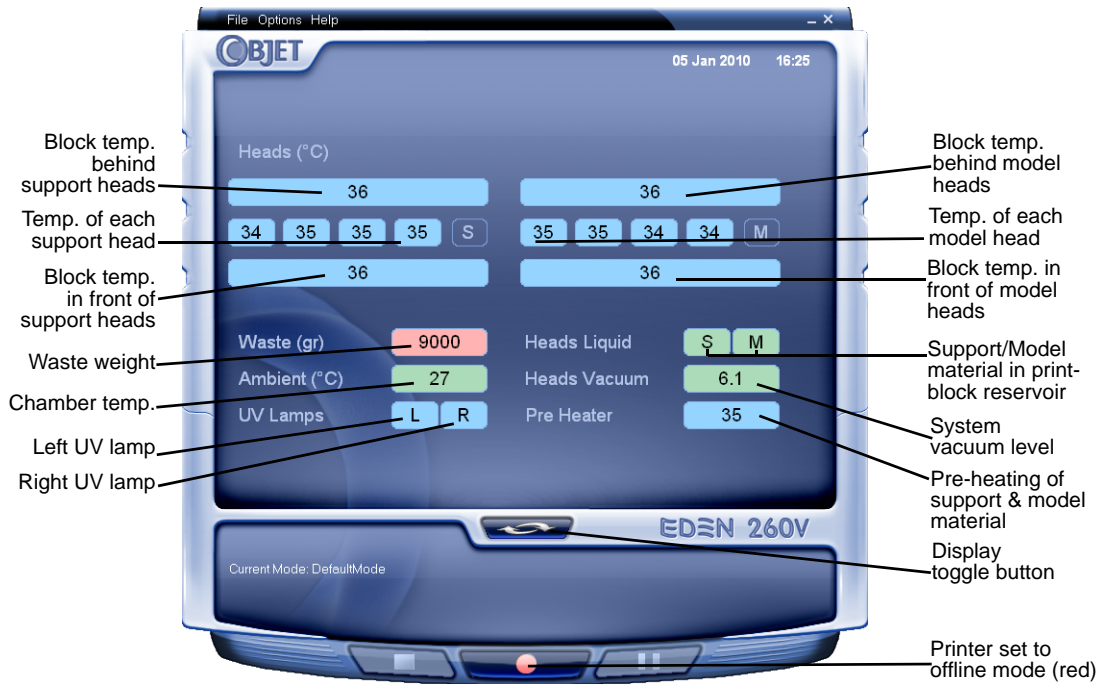 File Options Help
OBJET
05 Jan 2010 16:25
Heads (°C)
36 36
34 35 35 35 S 35 35 34 34 M
36 36
Waste (gr) 9000 Heads Liquid S M
Ambient (°C) 27 Heads Vacuum 6.1
UV Lamps L R Pre Heater 35
EDEN 260V
Current Mode: DefaultMode
Block temp.
behind
support heads
Temp. of each
support head
Block temp.
in front of
support heads
Waste weight
Chamber temp.
Left UV lamp
Right UV lamp
Block temp.
behind model
heads
Temp. of each
model head
Block temp. in
front of model
heads
Support/Model
material in print-
block reservoir
System
vacuum level
Pre-heating of
support & model
material
Display
toggle button
Printer set to
offline mode (red)